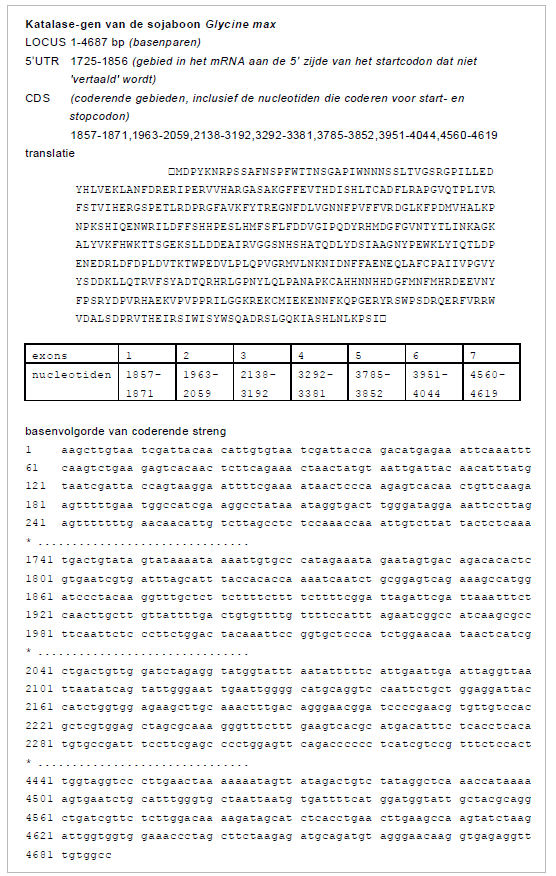 Katalase-gen van de sojaboon Glycine max
LOCUS 1-4687 bp (basenparen)
5'UTR 1725-1856 (gebied in het mRNA aan de 5' zijde van het startcodon dat niet
'vertaald' wordt)
CDS (coderende gebieden, inclusief de nucleotiden die coderen voor start- en
stopcodon)
1857-1871,1963-2059,2138-3192,3292-3381,3785-3852,3951-4044,4560-4619
translatie
□MDPYKNRPSSAFNSPFWTTNSGAPIWNNNSSLTVGSRGPILLED
YHLVEKLANFDRERIPERVVHARGASAKGFFEVTHDISHLTCADFLRAPGVQTPLIVR
FSTVIHERGSPETLRDPRGFAVKFYTREGNFDLVGNNFPVFFVRDGLKFPDMVHALKP
NPKSHIQENWRILDFFSHHPESLHMFSFLFDDVGIPQDYRHMDGFGVNTYTLINKAGK
ALYVKFHWKTTSGEKSLLDDEAIRVGGSNHSHATQDLYDSIAAGNYPEWKLYIQTLDP
ENEDRLDFDPLDVTKTWPEDVLPLQPVGRMVLNKNIDNFFAENEQLAFCPAIIVPGVY
YSDDKLLQTRVFSYADTQRHRLGPNYLQLPANAPKCAHHNNHHDGFMNFMHRDEEVNY
FPSRYDPVRHAEKVPVPPRILGGKREKCMIEKENNFKQPGERYRSWPSDRQERFVRRW
VDALSDPRVTHEIRSIWISYWSQADRSLGQKIASHLNLKPSI□
exons 1 2 3 4 5 6 7
nucleotiden 1857-1871 1963-2059 2138-3192 3292-3381 3785-3852 3951-4044 4560-4619
basenvolgorde van coderende streng
1 aagcttgtaa tcgattacaa cattgtgtaa tcgattacca gacatgagaa attcaaattt
61 caagtctgaa gagtcacaac tcttcagaaa ctaactatgt aattgattac aacatttatg
121 taatcgatta ccagtaagga attttcgaaa ataactccca agagtcacaa ctgttcaaga
181 agtttttgaa tggccatcga aggcctatac ataggtgact tgggatagga aattccttag
241 agtttttttg aacaacattg tcttagcctc tccaaaccaa attgtcttat tactctcaaa
* ...............................
1741 tgactgtata gtataaaata aaattgtgcc catagaaata gaatagtgac agacacactc
1801 gtgaatcgtg atttagcatt taccacacca aaatcaatct gcggagtcag aaagccatgg
1861 atccctacaa ggtttgctct tcttttcttt tcttttcgga ttagattcga ttaaatttct
1921 caacttgctt gttattttga ctgtgttttg ttttccattt agaatcggcc atcaagcgcc
1981 ttcaattctc cccttctggac tacaaattcc ggtgctccca tctggaacaa taactcatcg
* ...............................
2041 ctgactgttg gatctagagg tatggtattt aatatttttc attgaattga attaggttaa
2101 ttaatatcag tattgggaat tgaattgggg catgcaggtc caattctgct ggaggattac
2161 catctggtgg aagaagcttgc aaactttgac agggaacgga tccccgaacg tgttgtccac
2221 gctcgtggag ctagcgcaaa gggtttcttt gaagtcacgc atgacatttc tcacctcaca
2281 tgtgccgatt tccttcgagc cccctggagtt cagacccccc tcatcgtccg tttctccact
* ...............................
4441 tggtaggtcc cttgaactaa aaaaatagtt atagactgtc tataggctca aaccataaaa
4501 agtgaatctg catttgggtg ctaattaatg tgattttcat ggatggtatt gctacgcagg
4561 ctgatcgttc tcttggacaa aagatagcat ctcacctgaa cttgaagcca agtatctaag
4621 attggtggtg gaaaccctag cttctaagag atgcagatgt agggaacaag gtgagaggtt
4681 tgtggcc